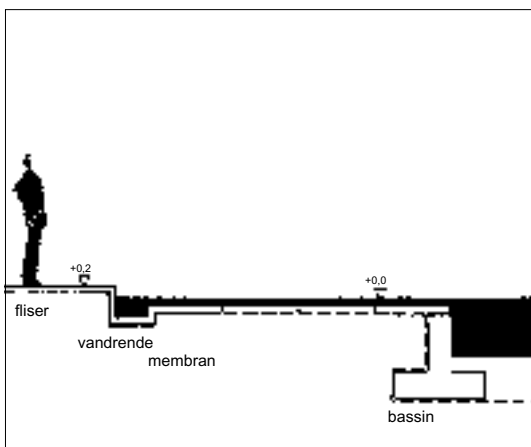 +0,2
+0,0
fliser
vandrende
membran
bassin